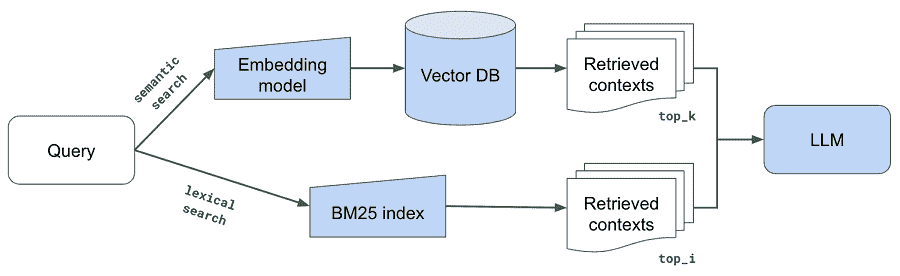 Query
semantic
search
Embedding
model
Vector DB
Retrieved
contexts
top_k
lexical
search
BM25 index
Retrieved
contexts
top_i
LLM